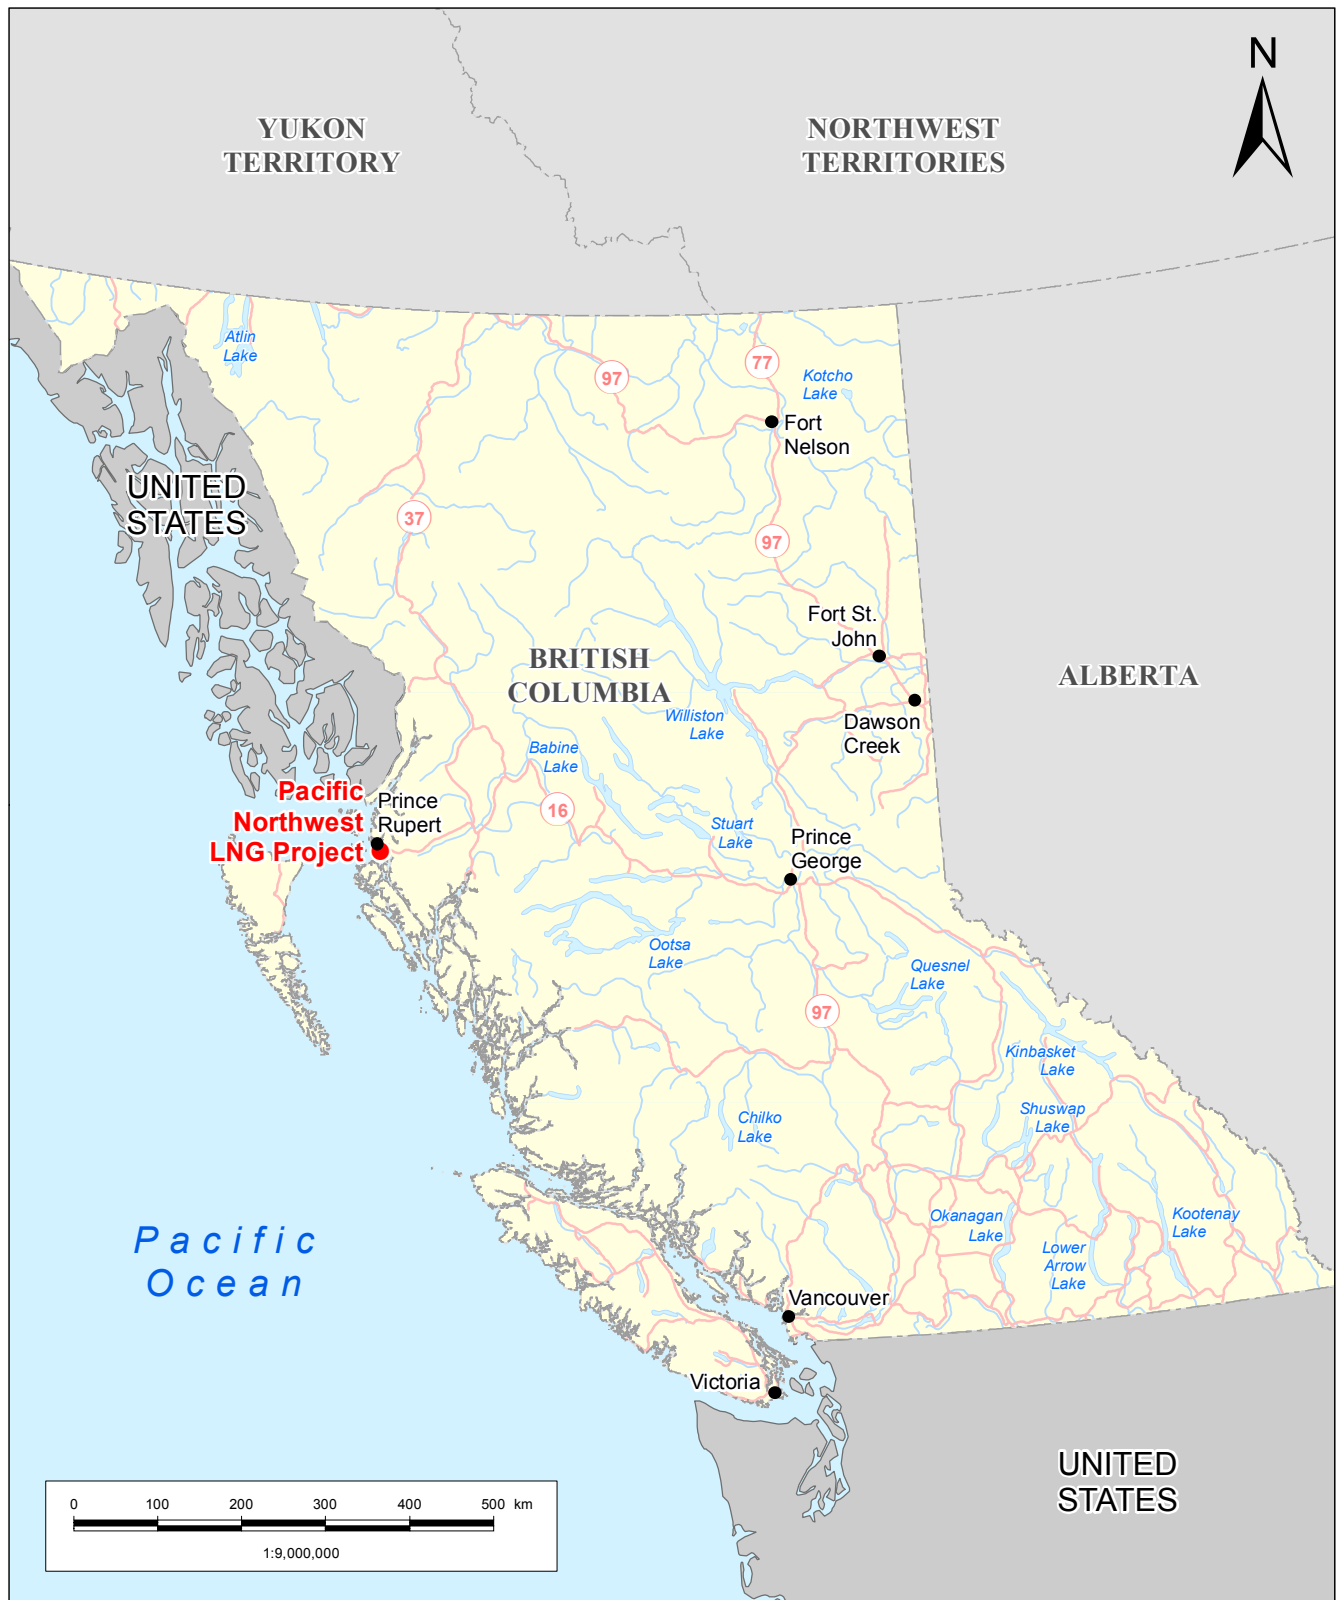 N
YUKON
TERRITORY
NORTHWEST
TERRITORIES
Atlin
Lake
97
77
Kotcho
Lake
Fort
Nelson
UNITED
STATES
37
97
Fort St.
John
BRITISH
COLUMBIA
ALBERTA
Williston
Lake
Dawson
Creek
Babine
Lake
Pacific
Northwest
LNG Project
Prince
Rupert
16
Stuart
Lake
Prince
George
Ootsa
Lake
Quesnel
Lake
97
Kinbasket
Lake
Shuswap
Lake
Chilko
Lake
Pacific
Ocean
Okanagan
Lake
Kootenay
Lake
Lower
Arrow
Lake
Vancouver
Victoria
UNITED
STATES
0 100 200 300 400 500 km
1:9,000,000